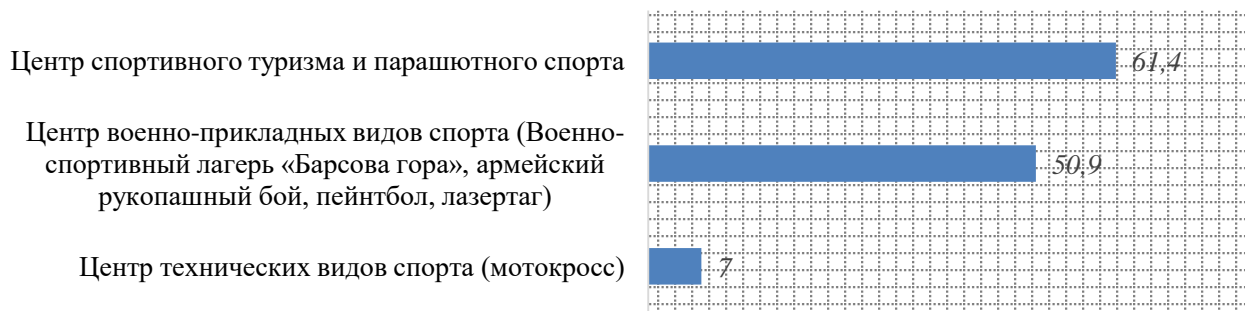 Центр спортивного туризма и парашютного спорта
61,4
Центр военно-прикладных видов спорта (Военно-
спортивный лагерь «Барсова гора», армейский
рукопашный бой, пейнтбол, лазертаг)
50,9
Центр технических видов спорта (мотокросс)
7